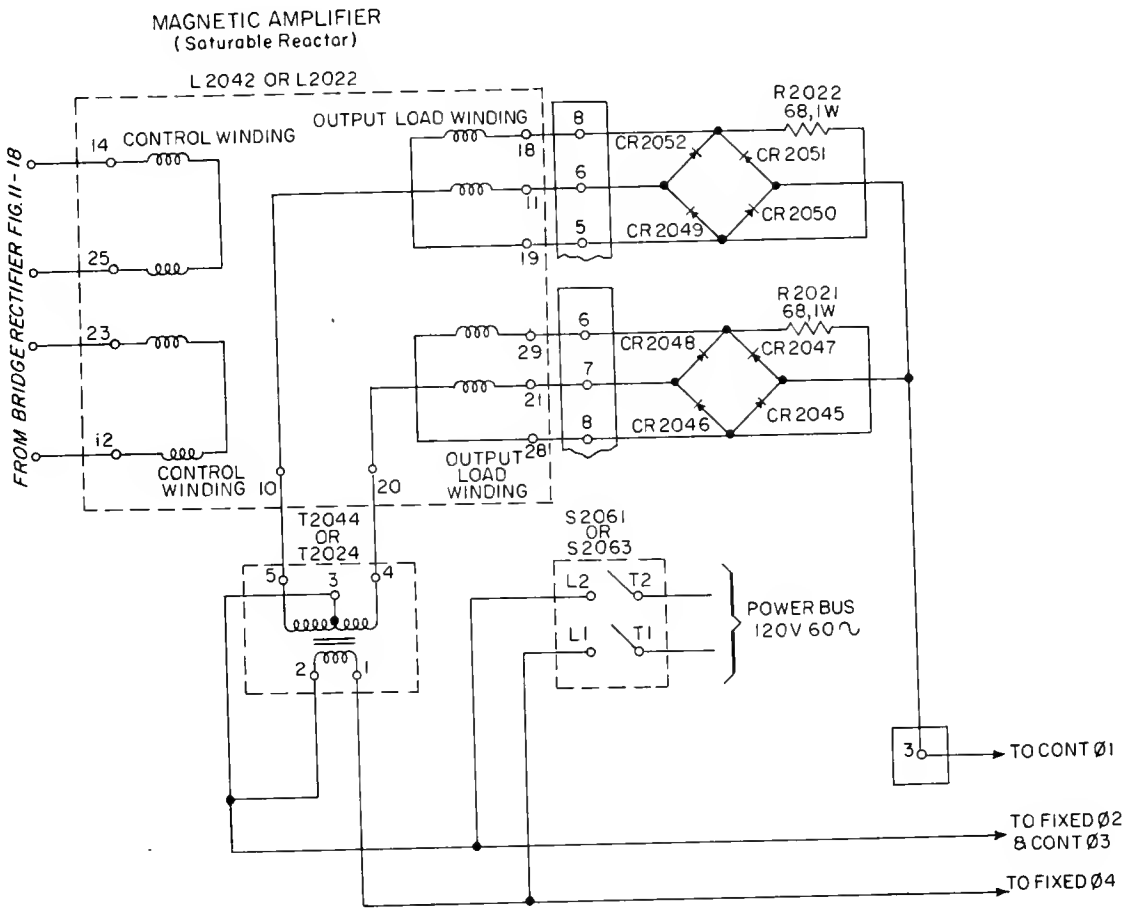 MAGNETIC AMPLIFIER
(Saturable Reactor)
L2042 OR L2022
FROM BRIDGE RECTIFIER FIG. 11-18
14
CONTROL WINDING
25
23
12
CONTROL
WINDING
OUTPUT LOAD WINDING
18
11
19
29
21
28
OUTPUT
LOAD
WINDING
10
20
8
6
5
6
7
8
R2022
68,1W
CR2052
CR2051
CR2049
CR2050
R2021
68,1W
CR2048
CR2047
CR2046
CR2045
T2044
OR
T2024
5
3
4
2
1
S2061
OR
S2063
L2
T2
L1
T1
POWER BUS
120V 60∿
3
TO CONT Ø1
TO FIXED Ø2
& CONT Ø3
TO FIXED Ø4